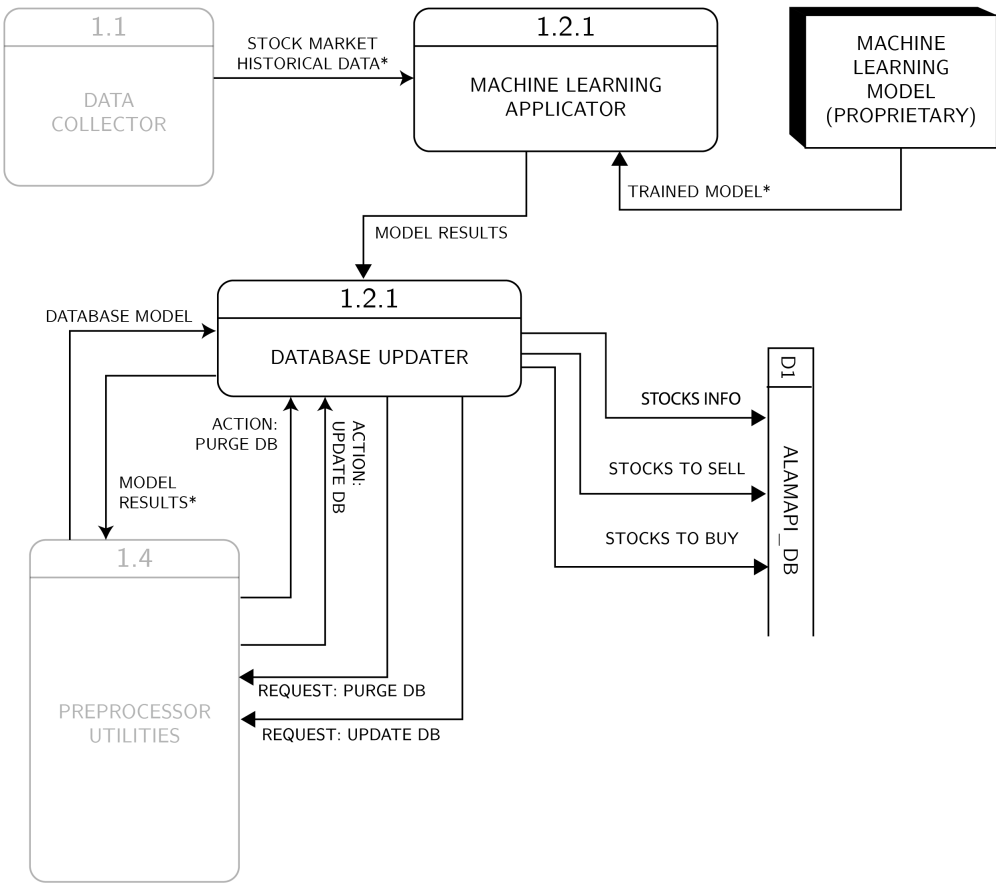 1.1
DATA
COLLECTOR
STOCK MARKET
HISTORICAL DATA*
1.2.1
MACHINE LEARNING
APPLICATOR
MACHINE
LEARNING
MODEL
(PROPRIETARY)
TRAINED MODEL*
MODEL RESULTS
1.2.1
DATABASE UPDATER
DATABASE MODEL
MODEL
RESULTS*
ACTION:
PURGE DB
ACTION:
UPDATE DB
STOCKS INFO
STOCKS TO SELL
STOCKS TO BUY
D1
ALAMAPI_DB
1.4
PREPROCESSOR
UTILITIES
REQUEST: PURGE DB
REQUEST: UPDATE DB